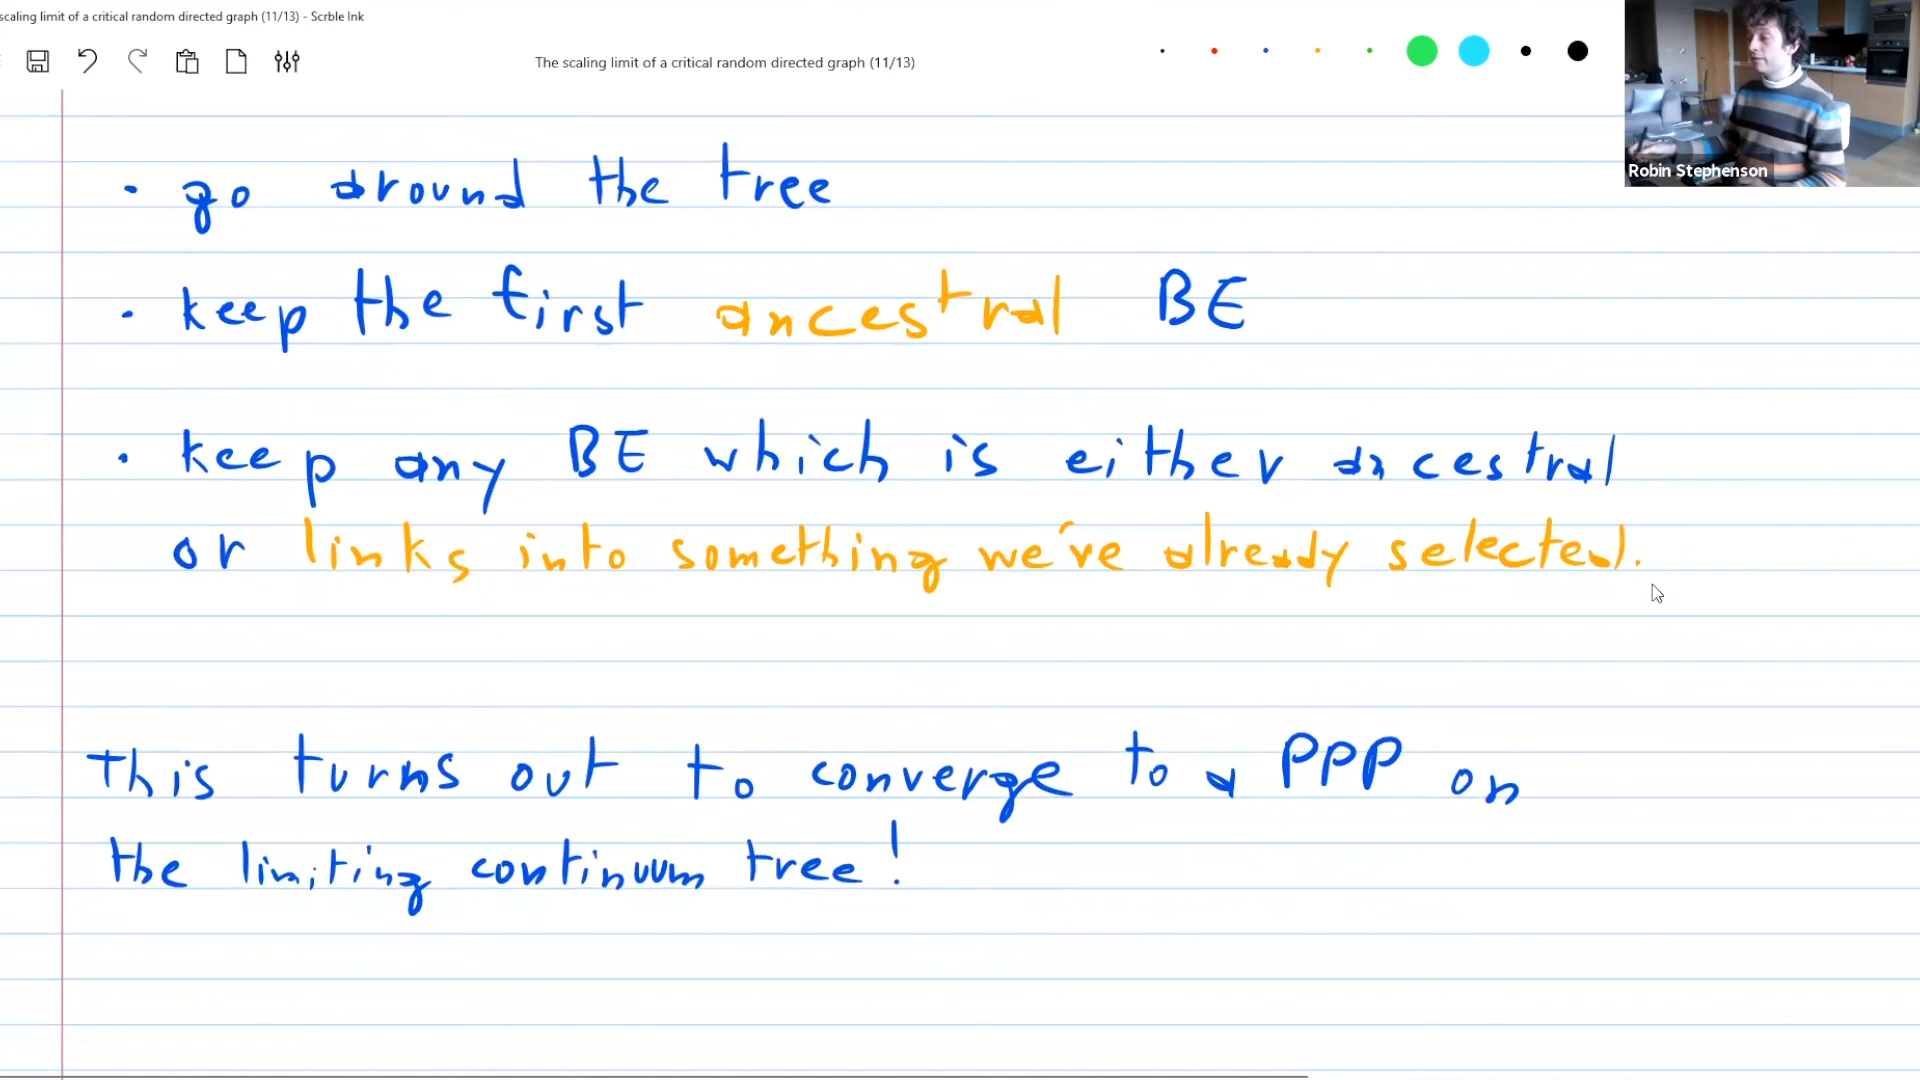 scaling limit of a critical random directed graph (11/13) - Scrble Ink
The scaling limit of a critical random directed graph (11/13)
Robin Stephenson
· go around the tree
· keep the first ancestral BE
· keep any BE which is either ancestral
or links into something we've already selected.
This turns out to converge to a PPP on
the limiting continuum tree!